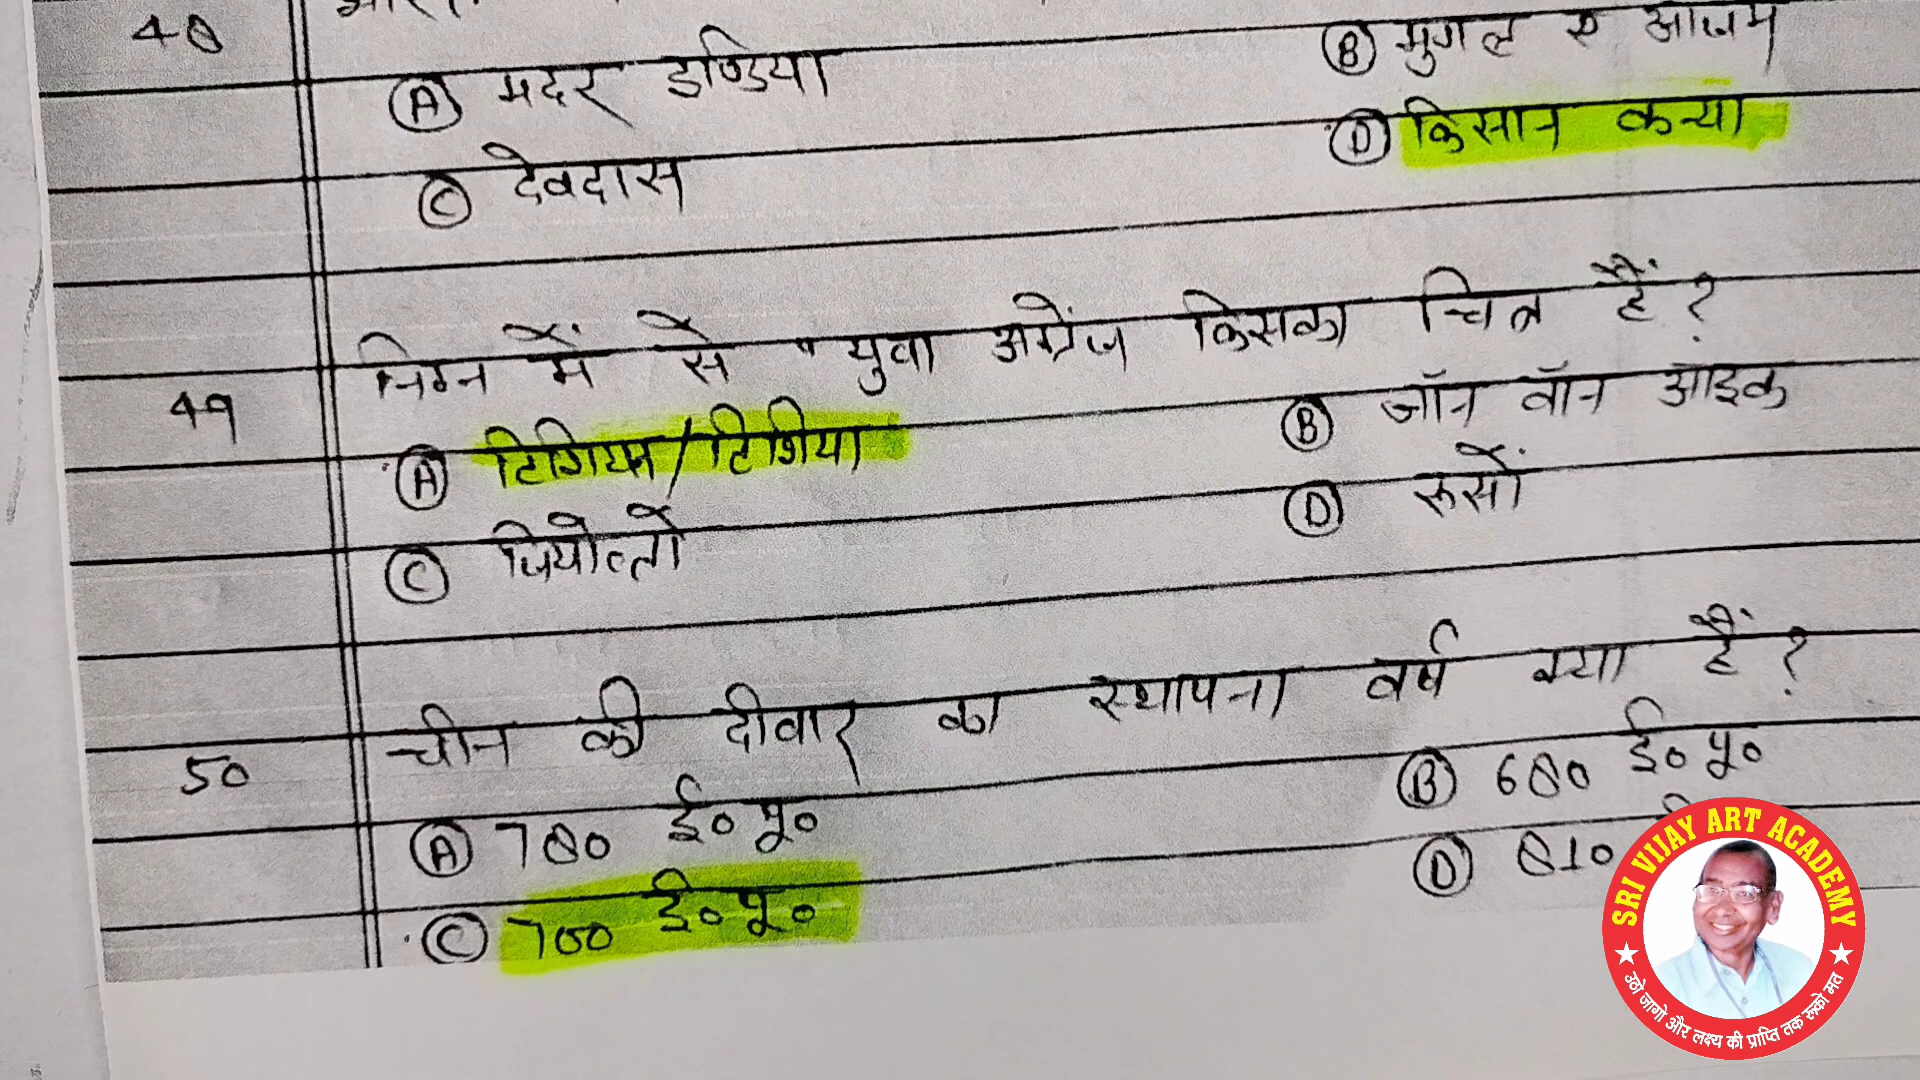 48
(A) मदर इण्डिया
(B) मुगल ए आजम
(C) देवदास
(D) किसान कन्या
49 निम्न में से "युवा अंग्रेज किसका चित्र हैं ?
(A) टिशियन / टिशिया
(B) जॉन वॉन आइक
(C) जियोत्तो
(D) रूसों
50 चीन की दीवार का स्थापना वर्ष क्या हैं ?
(A) 780 ई० पू०
(B) 680 ई० पू०
(C) 700 ई० पू०
(D) 810
SRI VIJAY ART ACADEMY
उठो जागो और लक्ष्य की प्राप्ति तक रूको मत